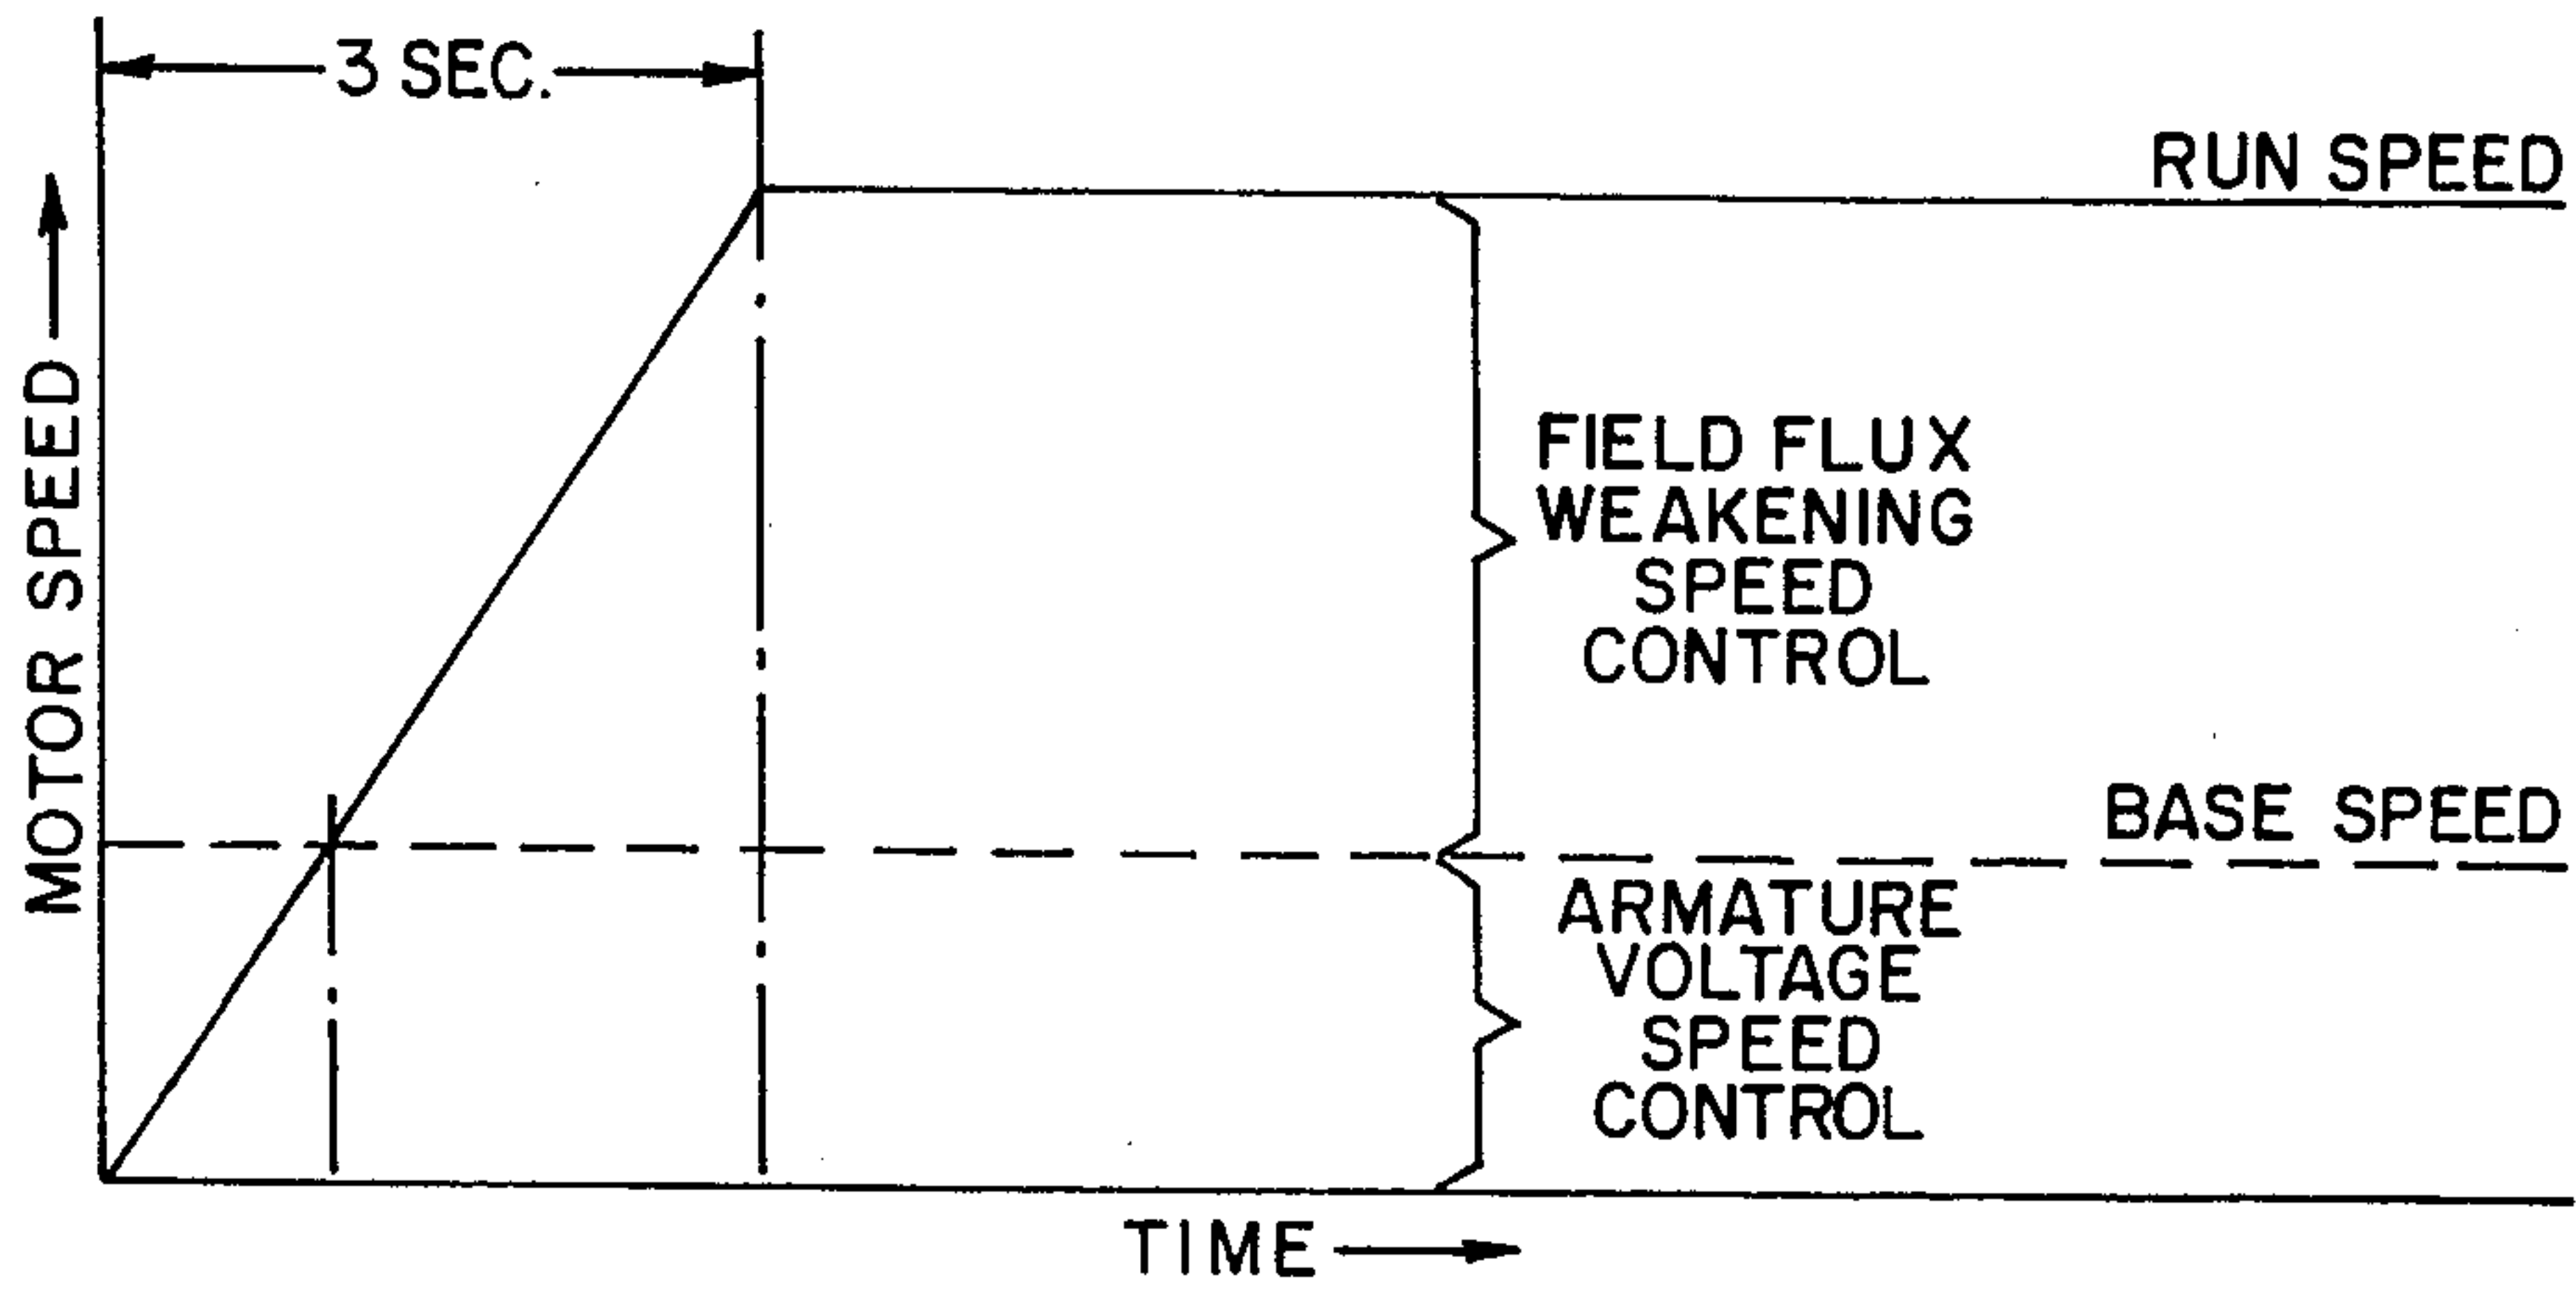 3 SEC.
RUN SPEED
MOTOR SPEED
FIELD FLUX
WEAKENING
SPEED
CONTROL
BASE SPEED
ARMATURE
VOLTAGE
SPEED
CONTROL
TIME